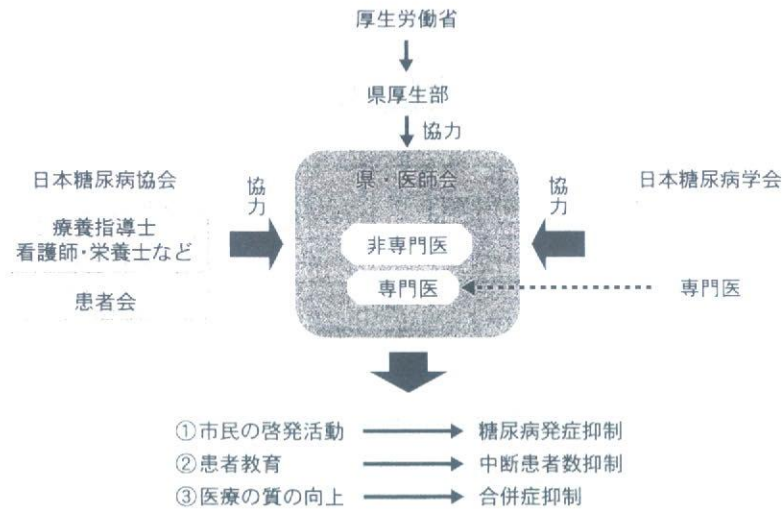 厚生労働省
県厚生部
協力
日本糖尿病協会
療養指導士
看護師・栄養士など
患者会
協力
県・医師会
非専門医
専門医
協力
日本糖尿病学会
専門医
①市民の啓発活動 糖尿病発症抑制
②患者教育 中断患者数抑制
③医療の質の向上 合併症抑制